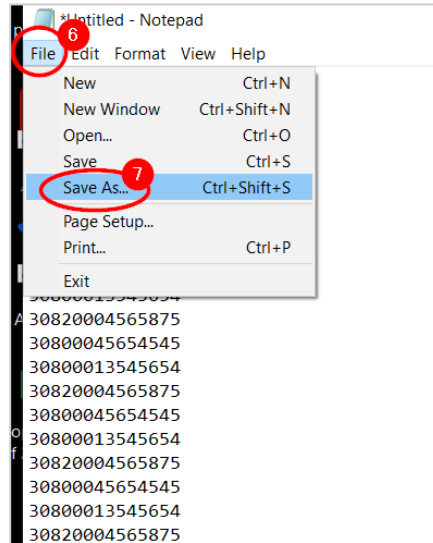 *Untitled - Notepad
6
File Edit Format View Help
New Ctrl+N
New Window Ctrl+Shift+N
Open... Ctrl+O
Save Ctrl+S
7
Save As... Ctrl+Shift+S
Page Setup...
Print... Ctrl+P
Exit
30800013545654
30820004565875
30800045654545
30800013545654
30820004565875
30800045654545
30800013545654
30820004565875
30800045654545
30800013545654
30820004565875